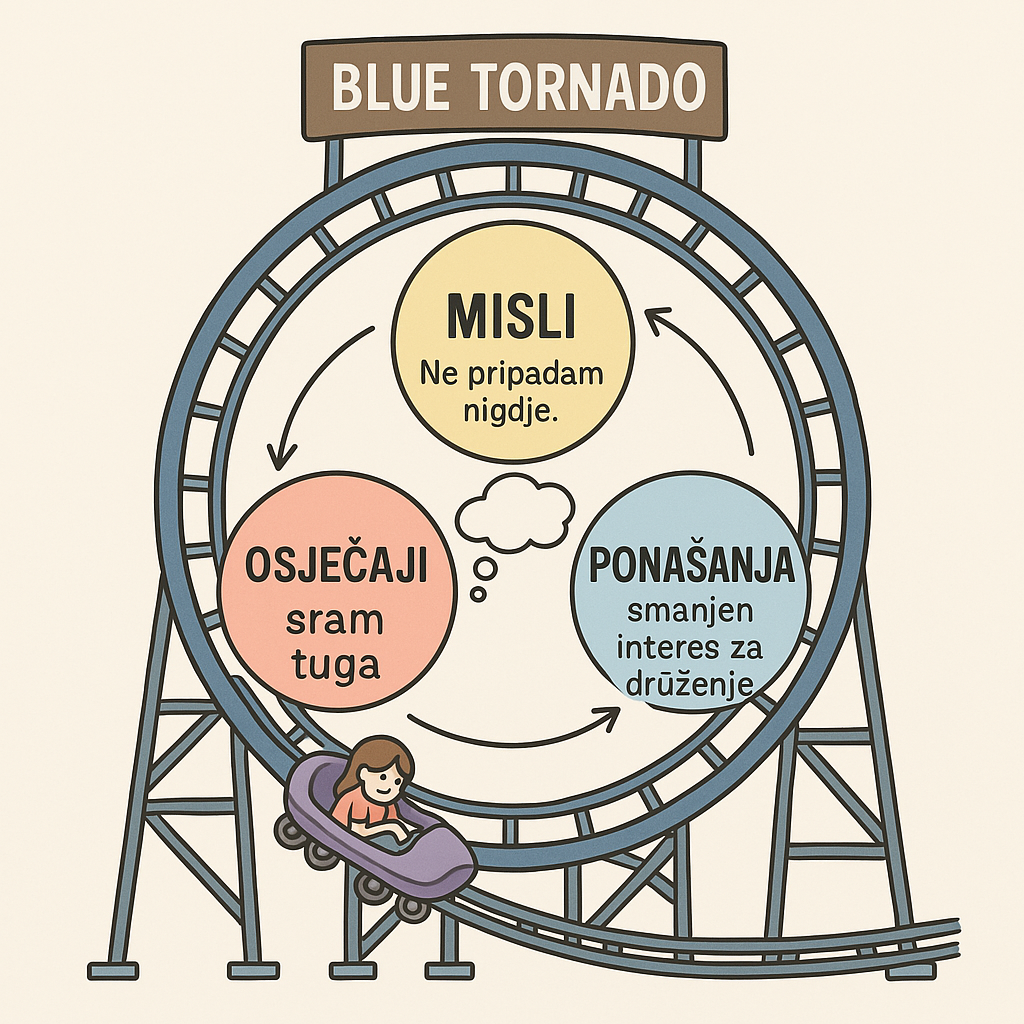 BLUE TORNADO
MISLI
Ne pripadam
nigdje.
OSJEČAJI
sram
tuga
PONAŠANJA
smanjen
interes za
drūženje